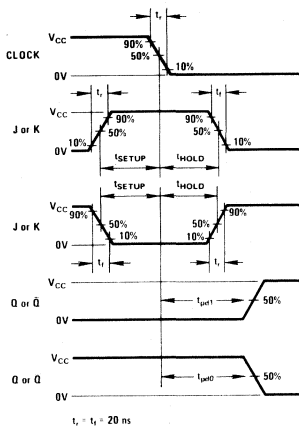 tr
VCC
90%
CLOCK
50%
10%
0V
tr
tf
VCC
90%
90%
J or K
50%
50%
10%
10%
0V
tSETUP
tHOLD
tSETUP
tHOLD
VCC
90%
90%
J or K
50%
50%
10%
10%
0V
tf
tr
VCC
Q or Q̄
tpd1
50%
0V
VCC
Q or Q̄
tpd0
50%
0V
tr = tf = 20 ns